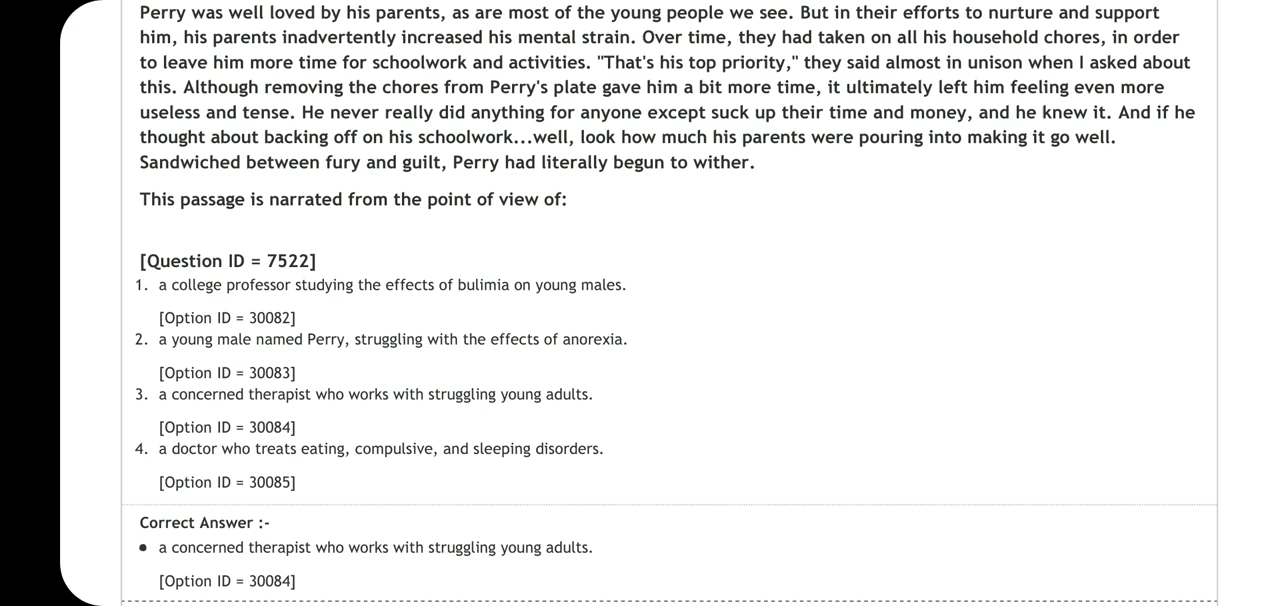 Perry was well loved by his parents, as are most of the young people we see. But in their efforts to nurture and support
him, his parents inadvertently increased his mental strain. Over time, they had taken on all his household chores, in order
to leave him more time for schoolwork and activities. "That's his top priority," they said almost in unison when I asked about
this. Although removing the chores from Perry's plate gave him a bit more time, it ultimately left him feeling even more
useless and tense. He never really did anything for anyone except suck up their time and money, and he knew it. And if he
thought about backing off on his schoolwork...well, look how much his parents were pouring into making it go well.
Sandwiched between fury and guilt, Perry had literally begun to wither.
This passage is narrated from the point of view of:
[Question ID = 7522]
1. a college professor studying the effects of bulimia on young males.
[Option ID = 30082]
2. a young male named Perry, struggling with the effects of anorexia.
[Option ID = 30083]
3. a concerned therapist who works with struggling young adults.
[Option ID = 30084]
4. a doctor who treats eating, compulsive, and sleeping disorders.
[Option ID = 30085]
Correct Answer :-
• a concerned therapist who works with struggling young adults.
[Option ID = 30084]